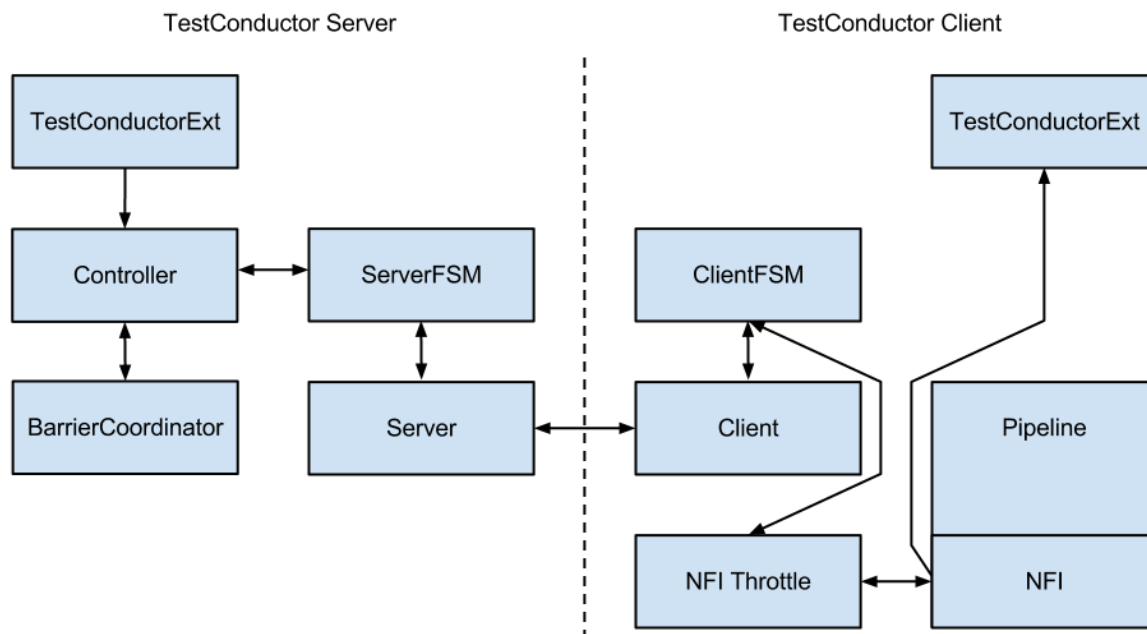 TestConductor Server
TestConductor Client
TestConductorExt
TestConductorExt
Controller
ServerFSM
ClientFSM
BarrierCoordinator
Server
Client
Pipeline
NFI Throttle
NFI